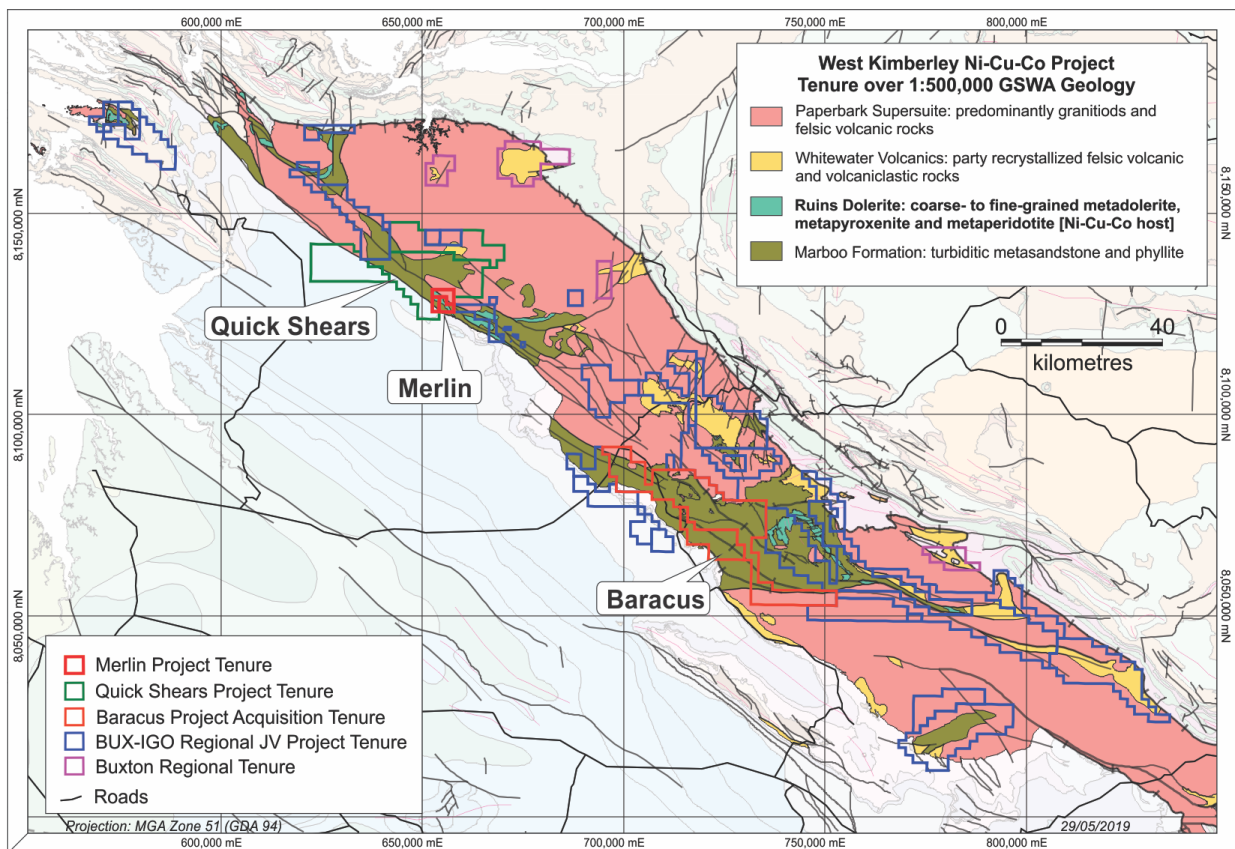 600,000 mE
650,000 mE
700,000 mE
750,000 mE
800,000 mE
West Kimberley Ni-Cu-Co Project
Tenure over 1:500,000 GSWA Geology
Paperbark Supersuite: predominantly granitiods and
felsic volcanic rocks
Whitewater Volcanics: party recrystallized felsic volcanic
and volcaniclastic rocks
Ruins Dolerite: coarse- to fine-grained metadolerite,
metapyroxenite and metaperidotite [Ni-Cu-Co host]
Marboo Formation: turbiditic metasandstone and phyllite
8,150,000 mN
8,150,000 mN
Quick Shears
0
40
kilometres
Merlin
8,100,000 mN
8,100,000 mN
Baracus
8,050,000 mN
8,050,000 mN
Merlin Project Tenure
Quick Shears Project Tenure
Baracus Project Acquisition Tenure
BUX-IGO Regional JV Project Tenure
Buxton Regional Tenure
Roads
Projection: MGA Zone 51 (GDA 94)
29/05/2019
600,000 mE
650,000 mE
700,000 mE
750,000 mE
800,000 mE